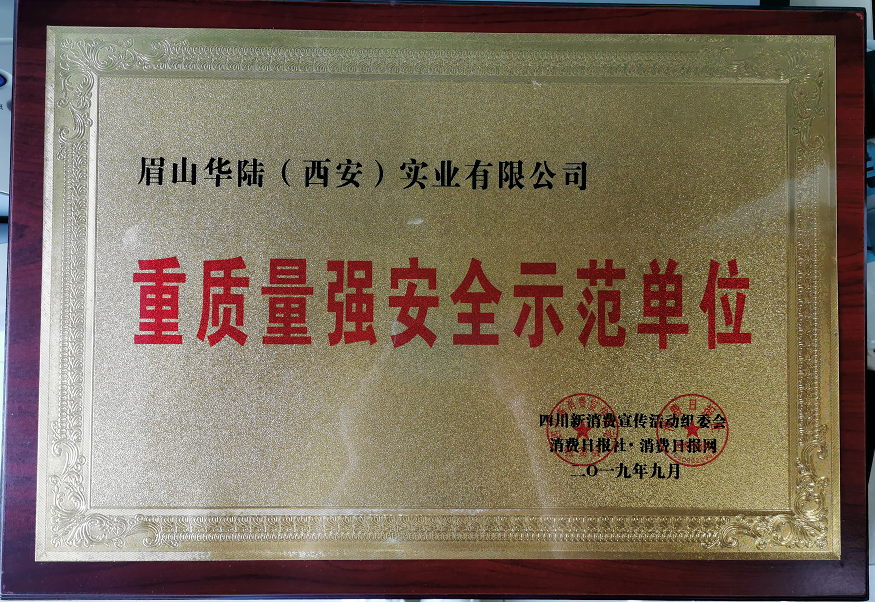 眉山华陆（西安）实业有限公司
重质量强安全示范单位
四川新消费宣传活动组委会
消费日报社·消费日报网
二〇一九年九月